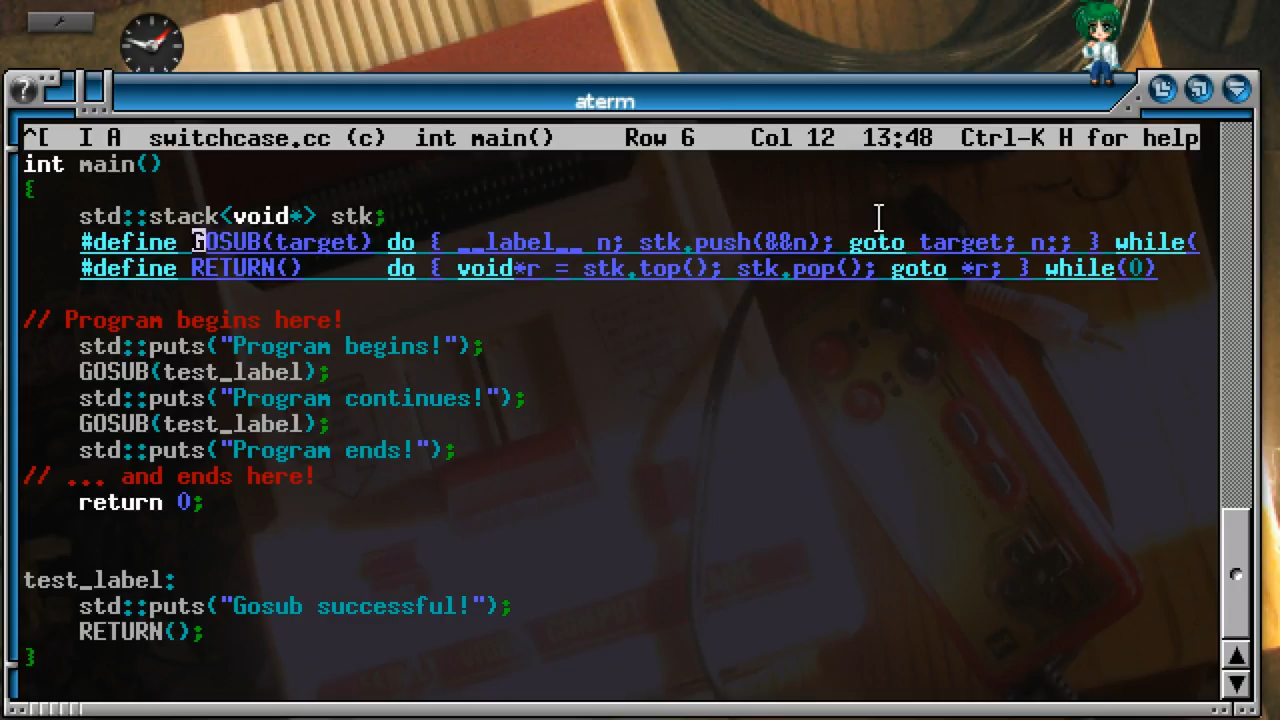 aterm
^[   I A  switchcase.cc (c)  int main()     Row 6    Col 12  13:48  Ctrl-K H for help
int main()
{
    std::stack<void*> stk;
    #define GOSUB(target) do { __label__ n; stk.push(&&n); goto target; n:; } while(
    #define RETURN()      do { void*r = stk.top(); stk.pop(); goto *r; } while(0)
// Program begins here!
    std::puts("Program begins!");
    GOSUB(test_label);
    std::puts("Program continues!");
    GOSUB(test_label);
    std::puts("Program ends!");
// ... and ends here!
    return 0;
test_label:
    std::puts("Gosub successful!");
    RETURN();
}